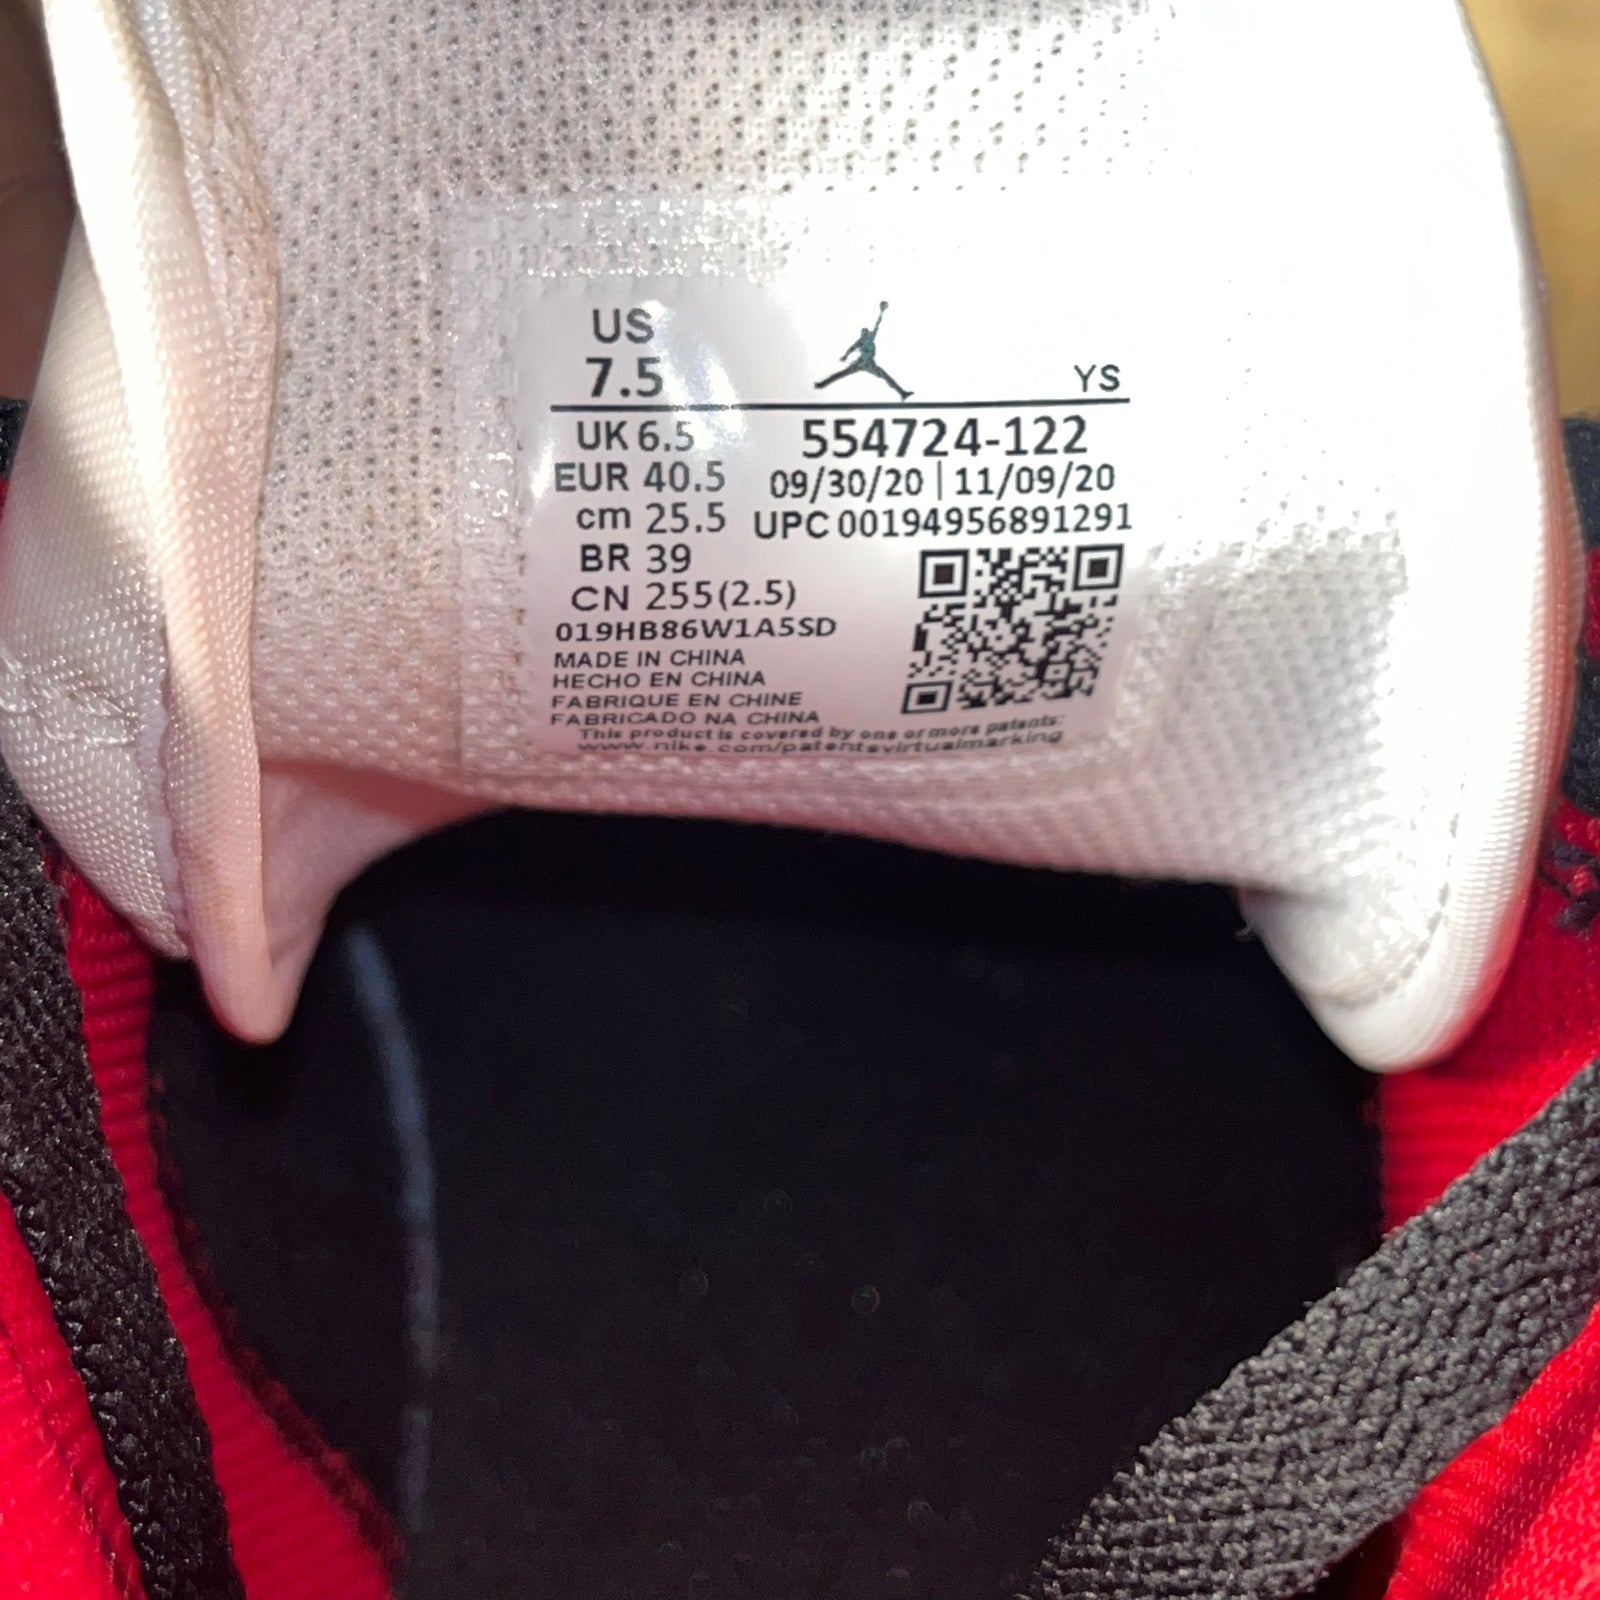 US
7.5
YS
UK 6.5
554724-122
EUR 40.5
09/30/20 | 11/09/20
cm 25.5
UPC 00194956891291
BR 39
CN 255(2.5)
019HB86W1A5SD
MADE IN CHINA
HECHO EN CHINA
FABRIQUE EN CHINE
FABRICADO NA CHINA
This product is covered by one or more patents:
www.nike.com/patentsvirtualmarking